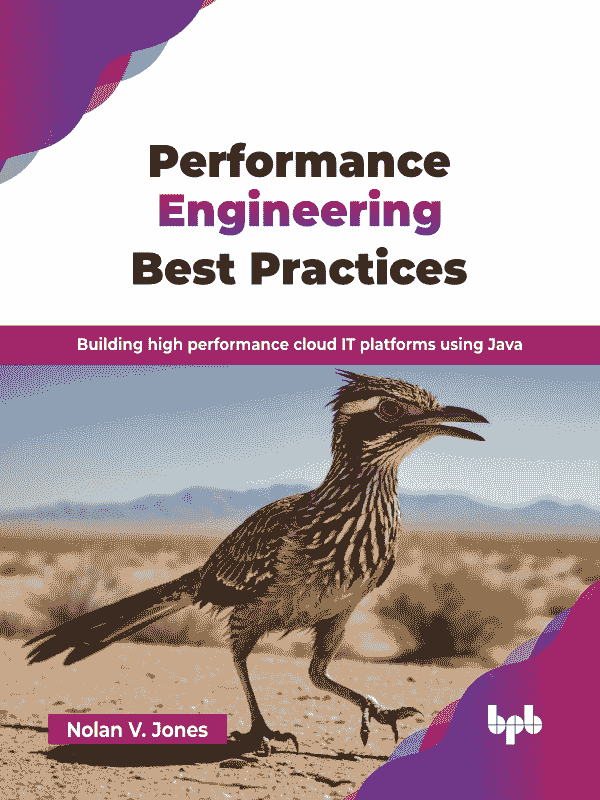 Performance
Engineering
Best Practices
Building high performance cloud IT platforms using Java
Nolan V. Jones
bpb